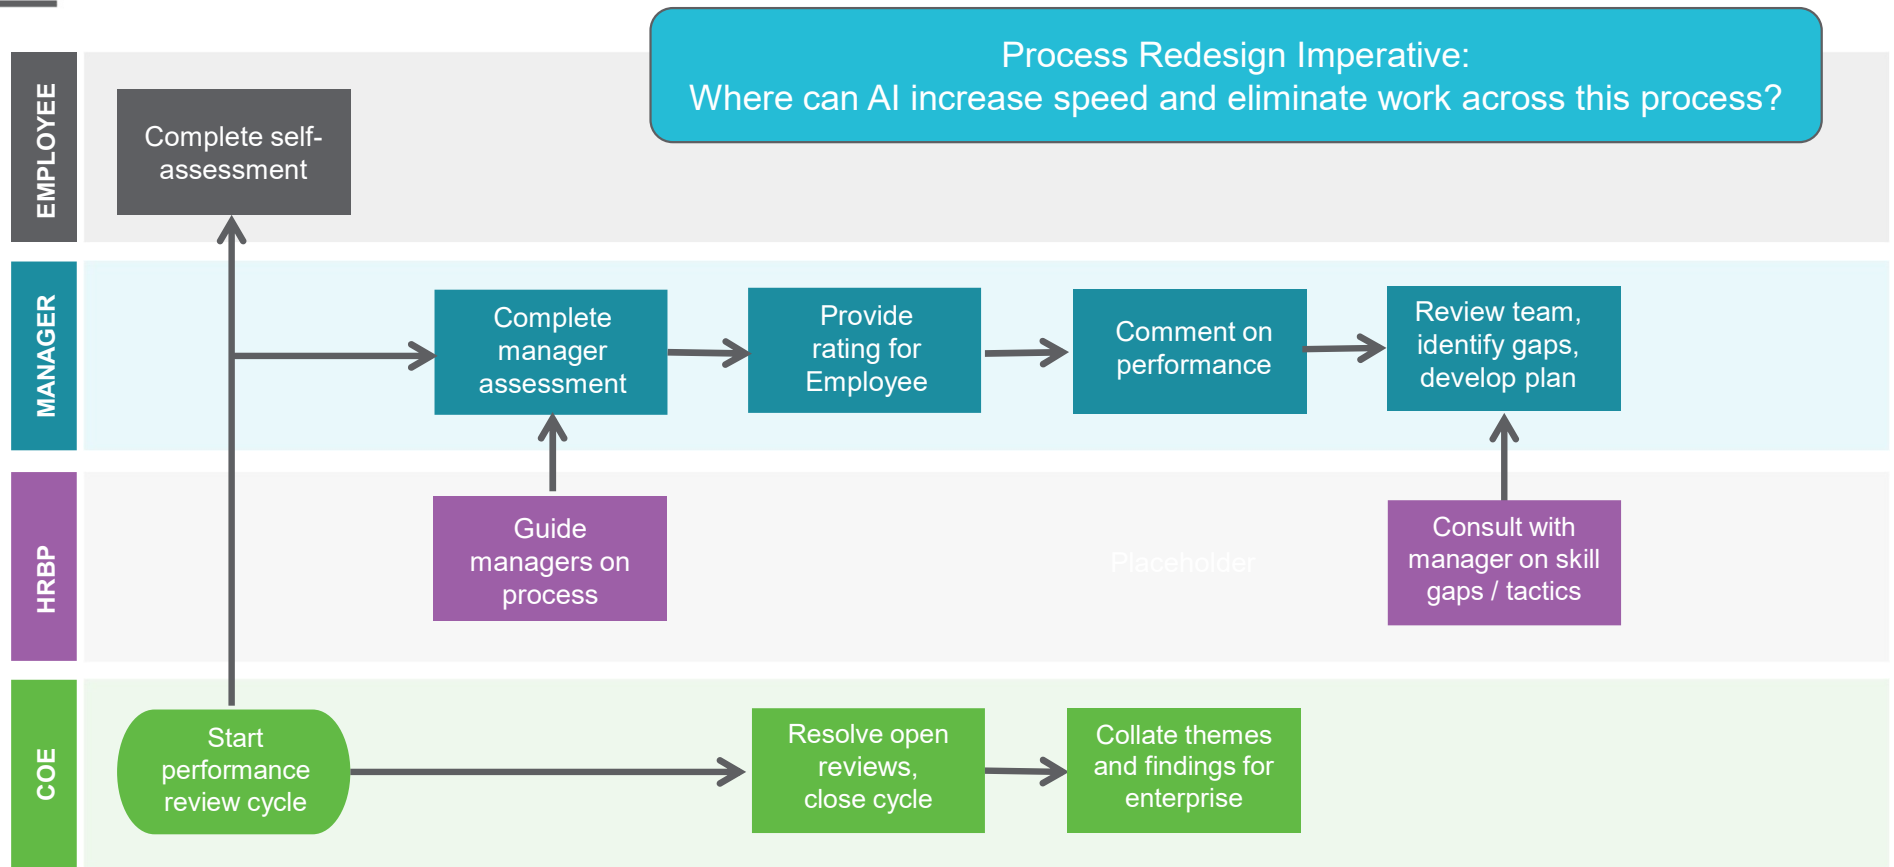 Process Redesign Imperative:
Where can AI increase speed and eliminate work across this process?
EMPLOYEE
Complete self-
assessment
MANAGER
Complete
manager
assessment
Provide
rating for
Employee
Comment on
performance
Review team,
identify gaps,
develop plan
HRBP
Guide
managers on
process
Placeholder
Consult with
manager on skill
gaps / tactics
COE
Start
performance
review cycle
Resolve open
reviews,
close cycle
Collate themes
and findings for
enterprise